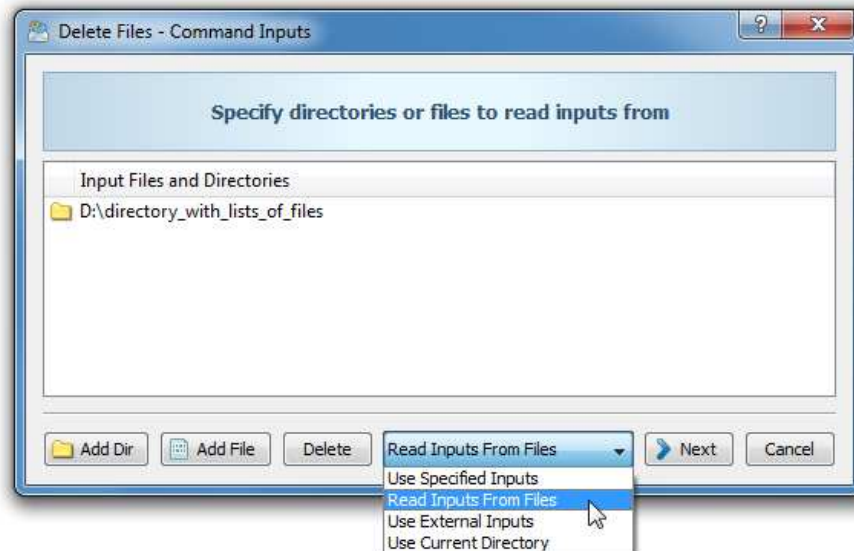 Delete Files - Command Inputs
Specify directories or files to read inputs from
Input Files and Directories
D:\directory_with_lists_of_files
Add Dir Add File Delete Read Inputs From Files Next Cancel
Use Specified Inputs
Read Inputs From Files
Use External Inputs
Use Current Directory